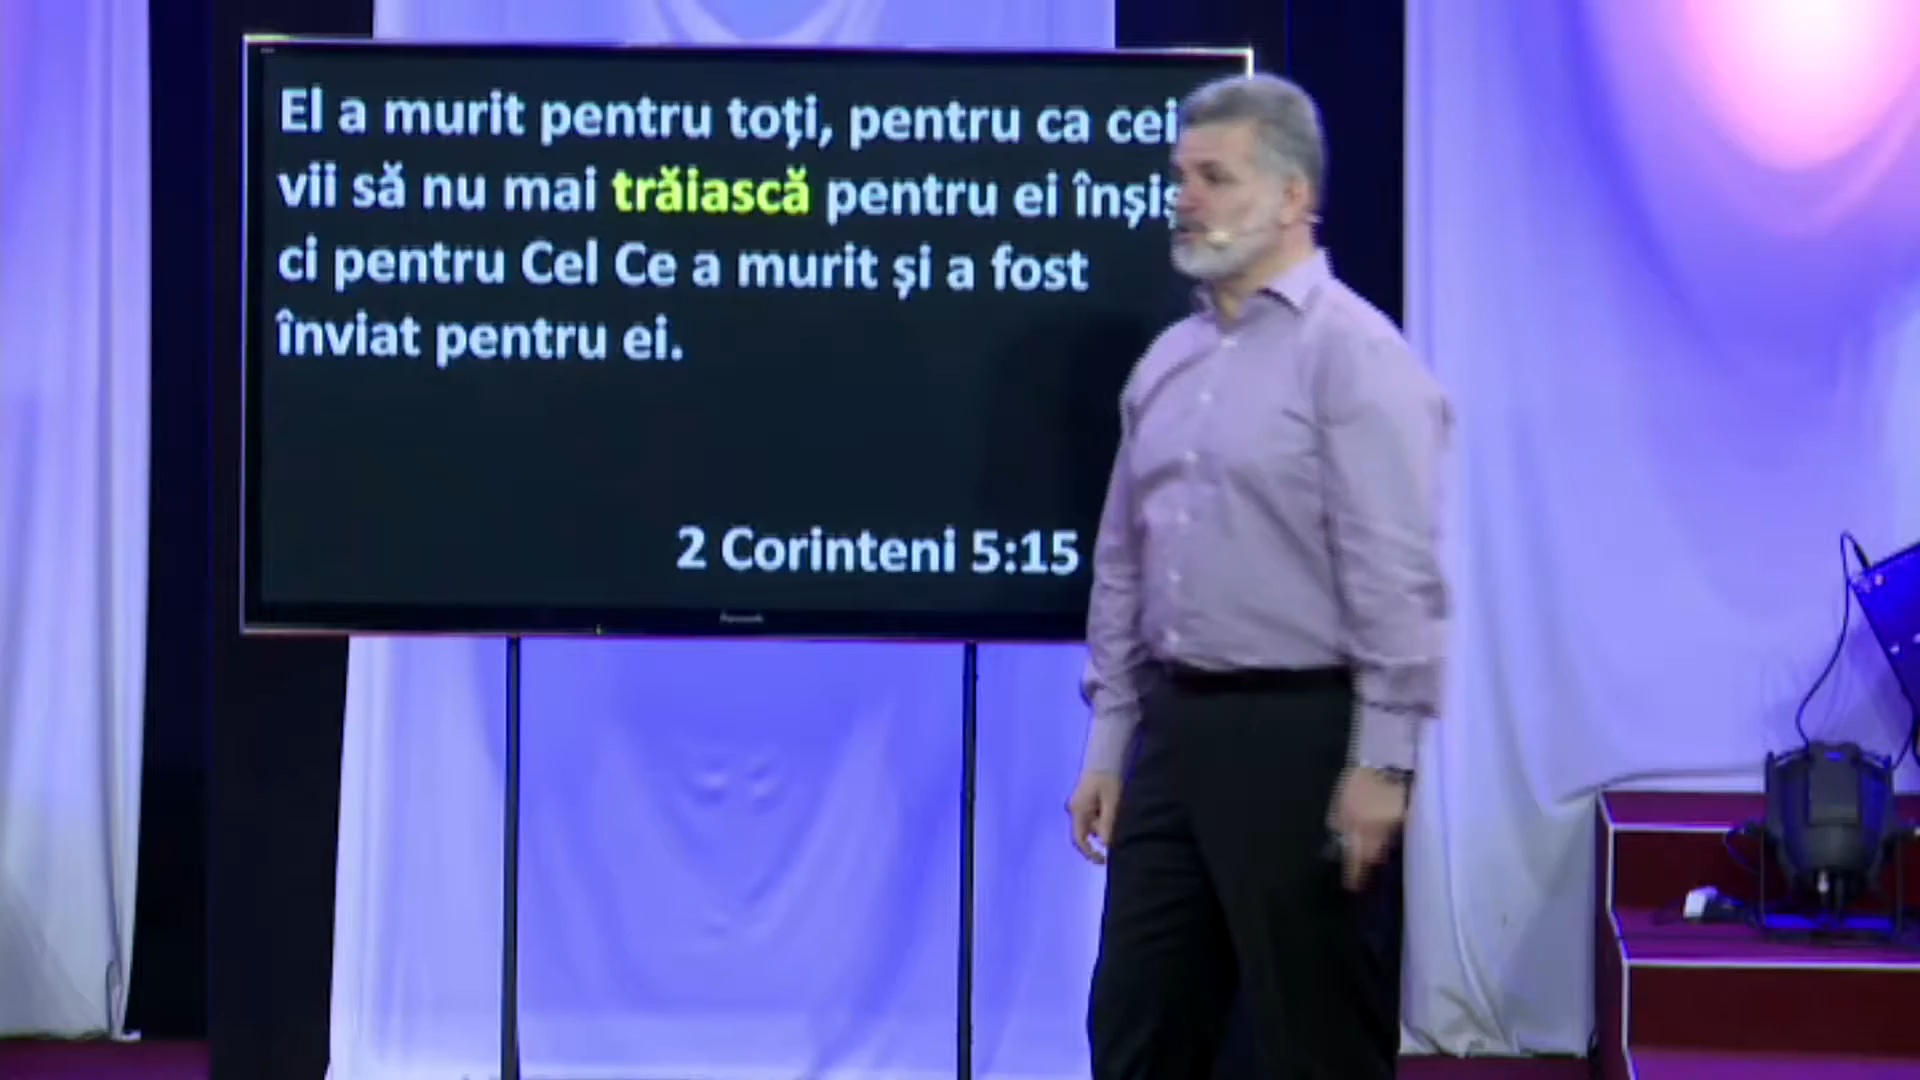 El a murit pentru toți, pentru ca cei
vii să nu mai trăiască pentru ei
ci pentru Cel Ce a murit și a fost
înviat pentru ei.
2 Corinteni 5:15
Panasonic